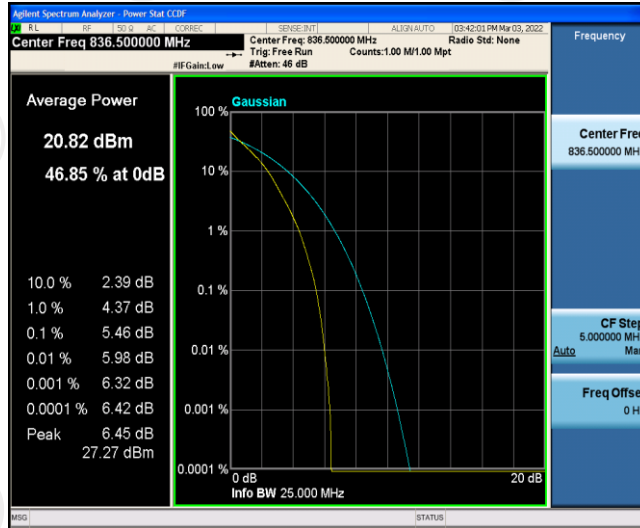 Agilent Spectrum Analyzer - Power Stat CCDF
RL RF 50 Ω AC CORREC SENSE:INT ALIGN AUTO 03:42:01 PM Mar 03, 2022
Center Freq 836.500000 MHz
Center Freq: 836.500000 MHz
Radio Std: None
Trig: Free Run
Counts:1.00 M/1.00 Mpt
#IFGain:Low
#Atten: 46 dB
Frequency
Average Power
20.82 dBm
46.85 % at 0dB
10.0 % 2.39 dB
1.0 % 4.37 dB
0.1 % 5.46 dB
0.01 % 5.98 dB
0.001 % 6.32 dB
0.0001 % 6.42 dB
Peak 6.45 dB
27.27 dBm
Gaussian
100 %
10 %
1 %
0.1 %
0.01 %
0.001 %
0.0001 %
0 dB
20 dB
Info BW 25.000 MHz
Center Fre
836.500000 MH
CF Step
5.000000 MH
Auto Ma
Freq Offse
0 H
MSG
STATUS